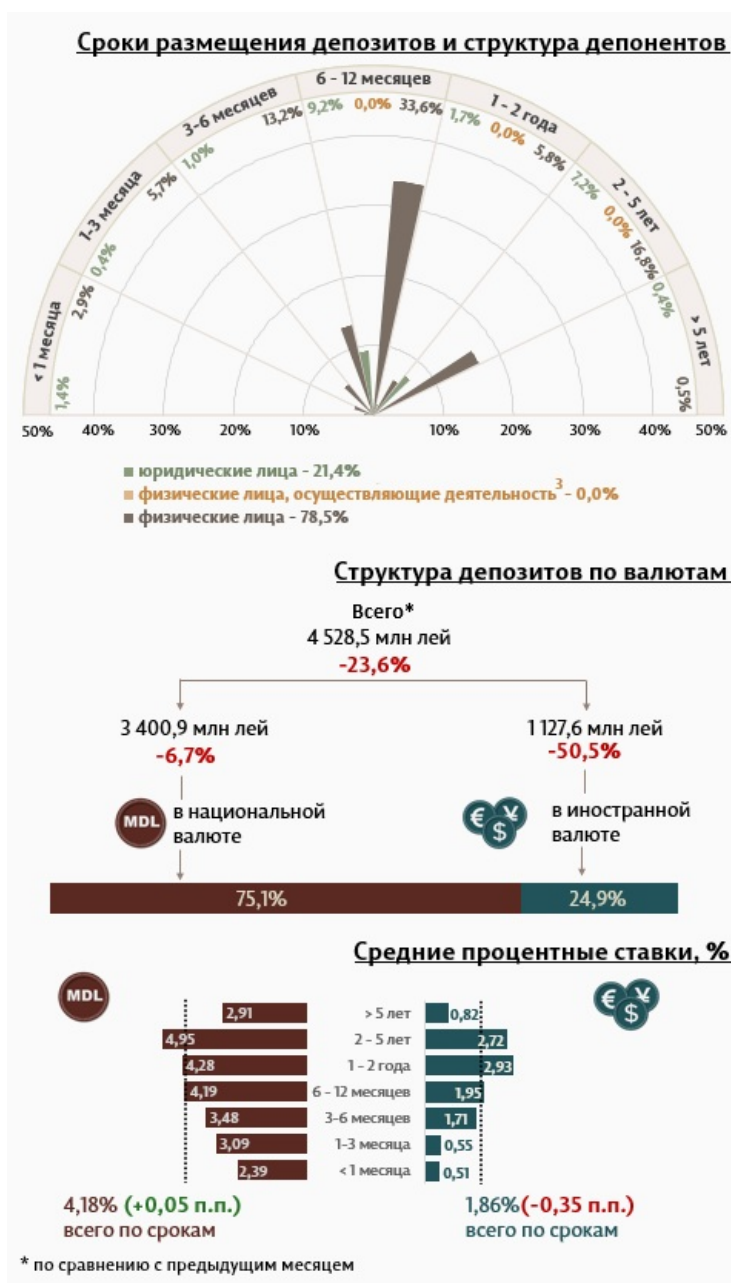 Сроки размещения депозитов и структура депонентов
< 1 месяца
1-3 месяца
3-6 месяцев
6 - 12 месяцев
1 - 2 года
2 - 5 лет
> 5 лет
1,4%
2,9%
0,4%
5,7%
1,0%
13,2%
9,2%
0,0%
33,6%
1,7%
0,0%
5,8%
7,2%
0,0%
16,8%
0,4%
0,5%
50% 40% 30% 20% 10% 10% 20% 30% 40% 50%
юридические лица - 21,4%
физические лица, осуществляющие деятельность3 - 0,0%
физические лица - 78,5%
Структура депозитов по валютам
Всего*
4 528,5 млн лей
-23,6%
3 400,9 млн лей 1 127,6 млн лей
-6,7% -50,5%
MDL в национальной валюте
€ ¥ $ в иностранной валюте
75,1% 24,9%
Средние процентные ставки, %
MDL € ¥ $
2,91 > 5 лет 0,82
4,95 2 - 5 лет 2,72
4,28 1 - 2 года 2,93
4,19 6 - 12 месяцев 1,95
3,48 3-6 месяцев 1,71
3,09 1-3 месяца 0,55
2,39 < 1 месяца 0,51
4,18% (+0,05 п.п.) 1,86%(-0,35 п.п.)
всего по срокам всего по срокам
* по сравнению с предыдущим месяцем